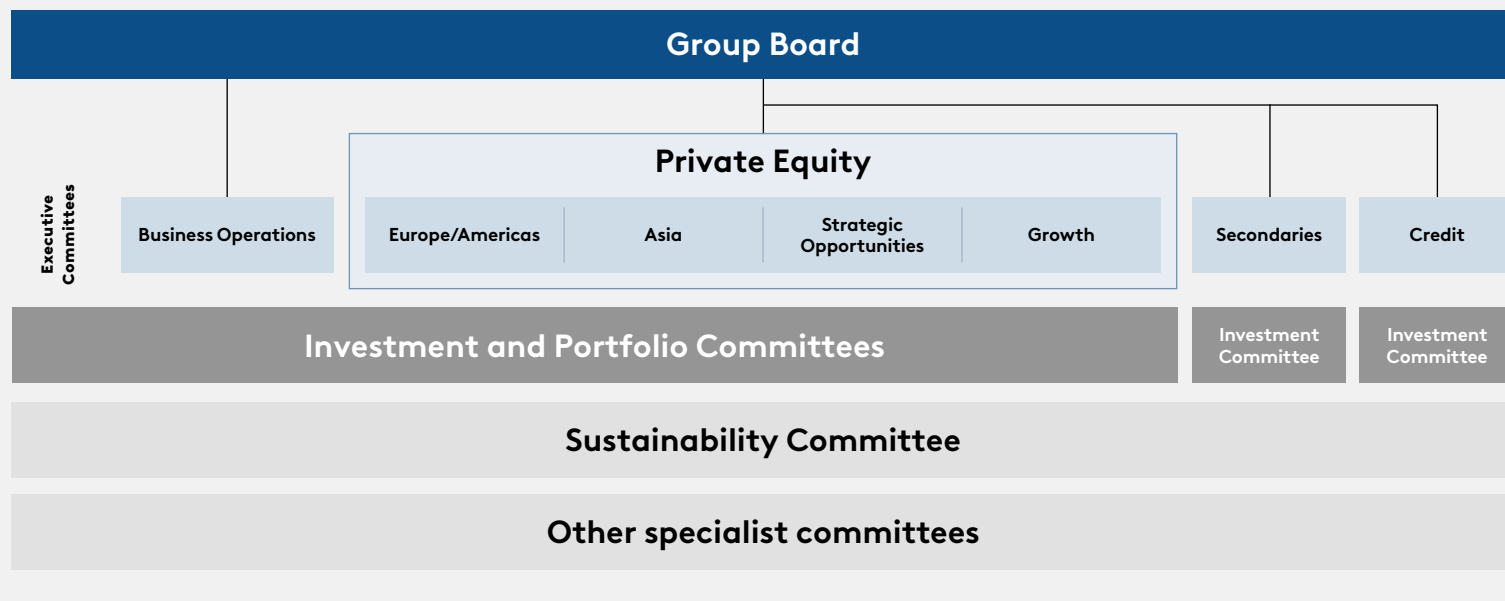 Group Board
Private Equity
Executive
Committees
Business Operations
Europe/Americas
Asia
Strategic
Opportunities
Growth
Secondaries
Credit
Investment and Portfolio Committees
Investment
Committee
Investment
Committee
Sustainability Committee
Other specialist committees